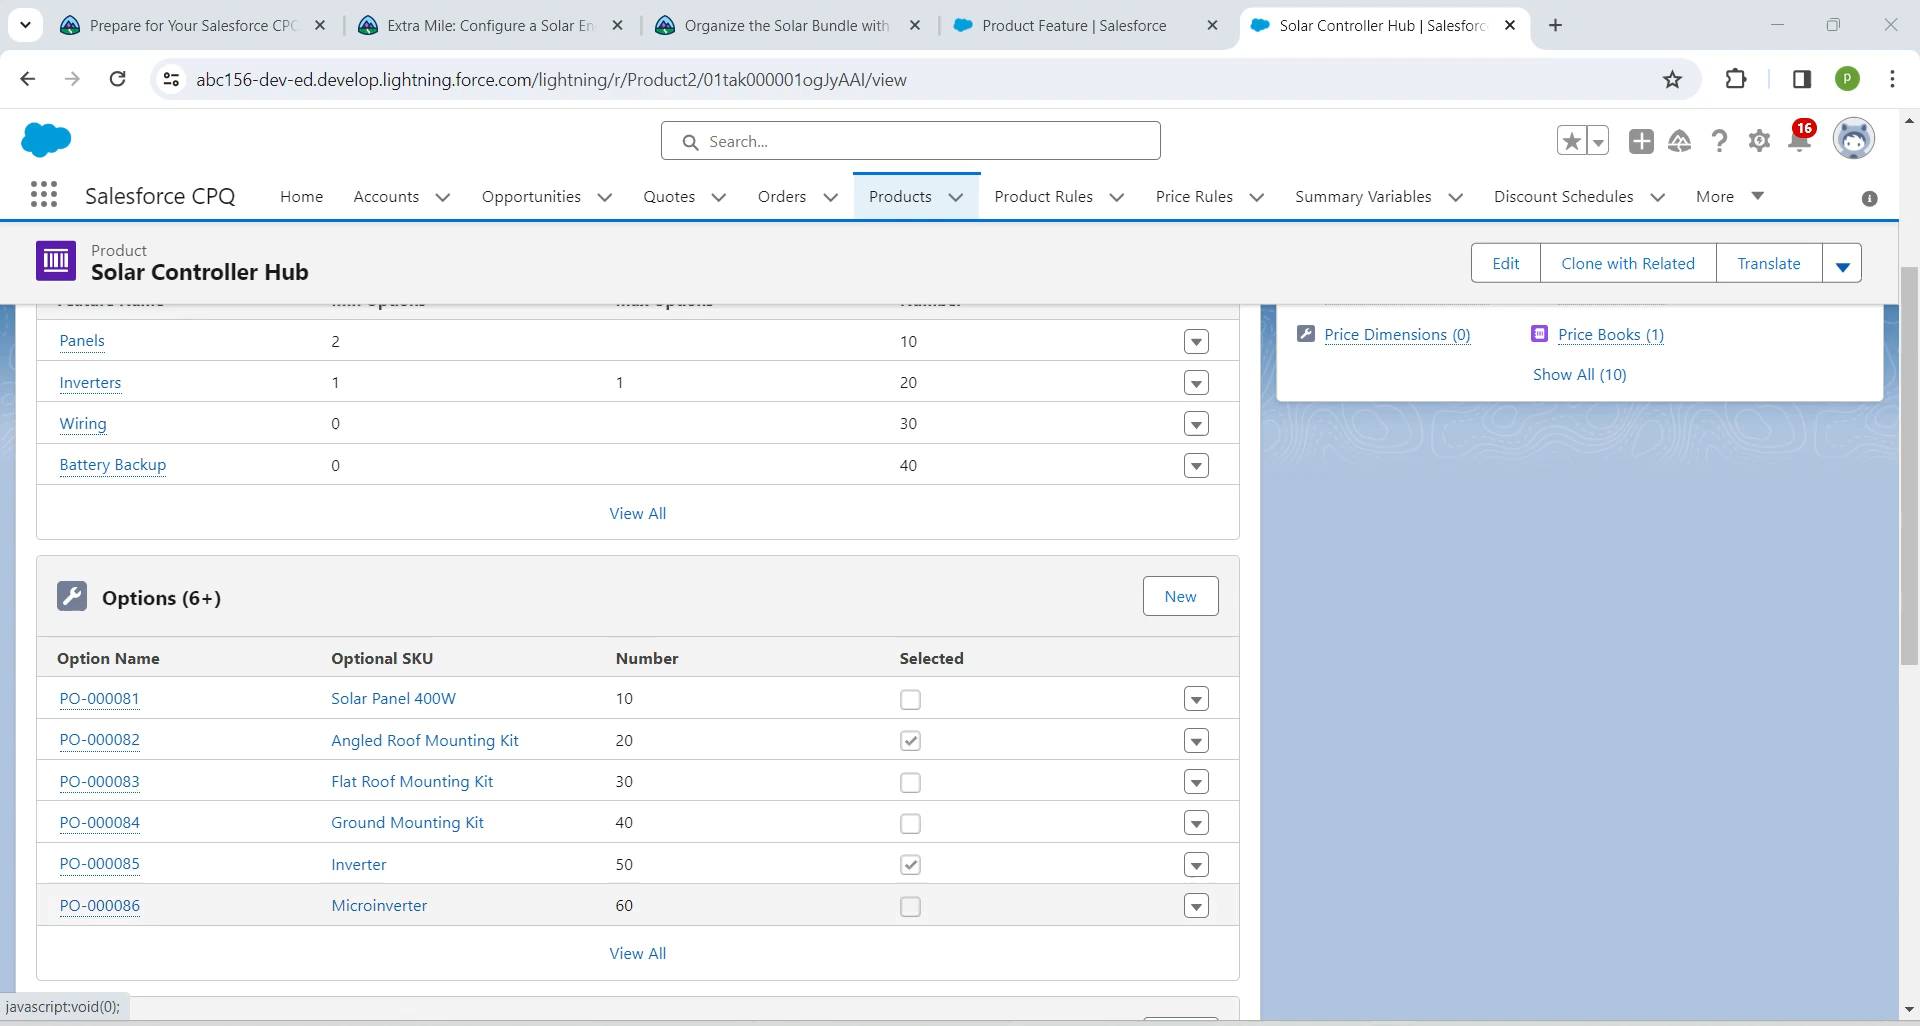 Prepare for Your Salesforce CPQ
Extra Mile: Configure a Solar En
Organize the Solar Bundle with
Product Feature | Salesforce
Solar Controller Hub | Salesforc
abc156-dev-ed.develop.lightning.force.com/lightning/r/Product2/01tak000001ogJyAAI/view
P
Search...
16
Salesforce CPQ
Home
Accounts
Opportunities
Quotes
Orders
Products
Product Rules
Price Rules
Summary Variables
Discount Schedules
More
Product
Solar Controller Hub
Edit
Clone with Related
Translate
Panels 2 10
Inverters 1 1 20
Wiring 0 30
Battery Backup 0 40
View All
Price Dimensions (0)
Price Books (1)
Show All (10)
Options (6+)
New
Option Name Optional SKU Number Selected
PO-000081 Solar Panel 400W 10
PO-000082 Angled Roof Mounting Kit 20
PO-000083 Flat Roof Mounting Kit 30
PO-000084 Ground Mounting Kit 40
PO-000085 Inverter 50
PO-000086 Microinverter 60
View All
javascript:void(0);